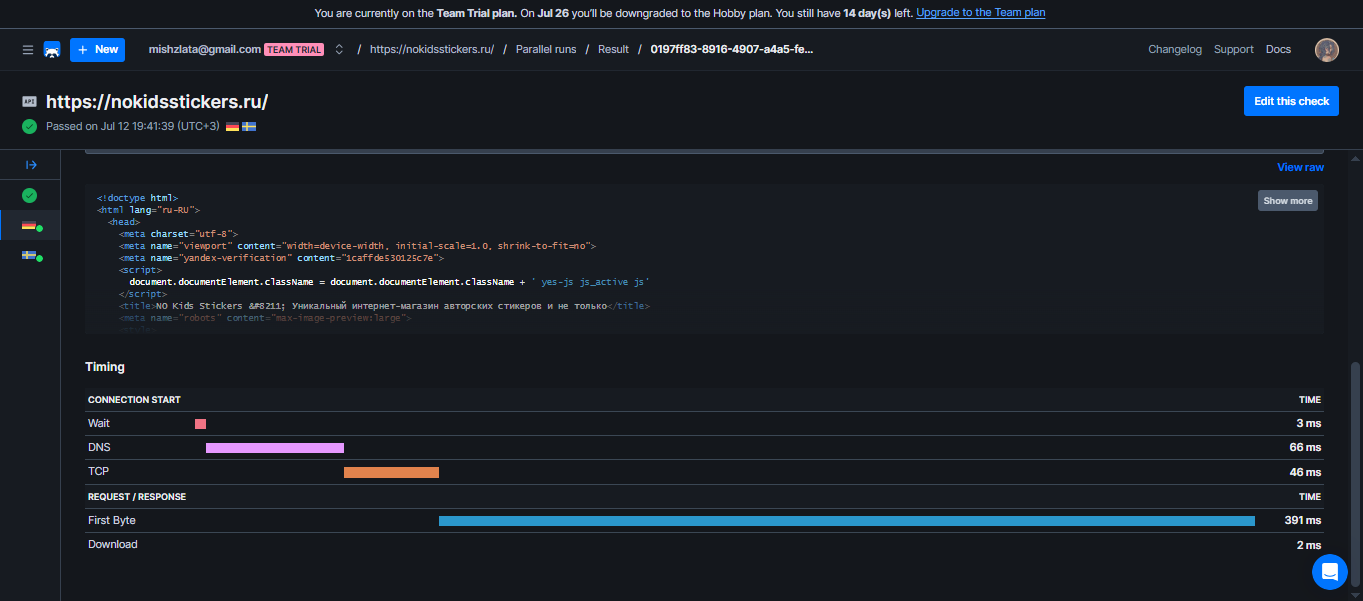 You are currently on the Team Trial plan. On Jul 26 you'll be downgraded to the Hobby plan. You still have 14 day(s) left. Upgrade to the Team plan
+ New
mishzlata@gmail.com TEAM TRIAL / https://nokidsstickers.ru/ / Parallel runs / Result / 0197ff83-8916-4907-a4a5-fe...
Changelog Support Docs
API https://nokidsstickers.ru/
Edit this check
Passed on Jul 12 19:41:39 (UTC+3)
View raw
Show more
<!doctype html>
<html lang="ru-RU">
<head>
<meta charset="utf-8">
<meta name="viewport" content="width=device-width, initial-scale=1.0, shrink-to-fit=no">
<meta name="yandex-verification" content="1caffde530125c7e">
<script>
document.documentElement.className = document.documentElement.className + ' yes-js js_active js'
</script>
<title>NO Kids Stickers &#8211; Уникальный интернет-магазин авторских стикеров и не только</title>
<meta name="robots" content="max-image-preview:large">
<style>
Timing
CONNECTION START TIME
Wait 3 ms
DNS 66 ms
TCP 46 ms
REQUEST / RESPONSE TIME
First Byte 391 ms
Download 2 ms